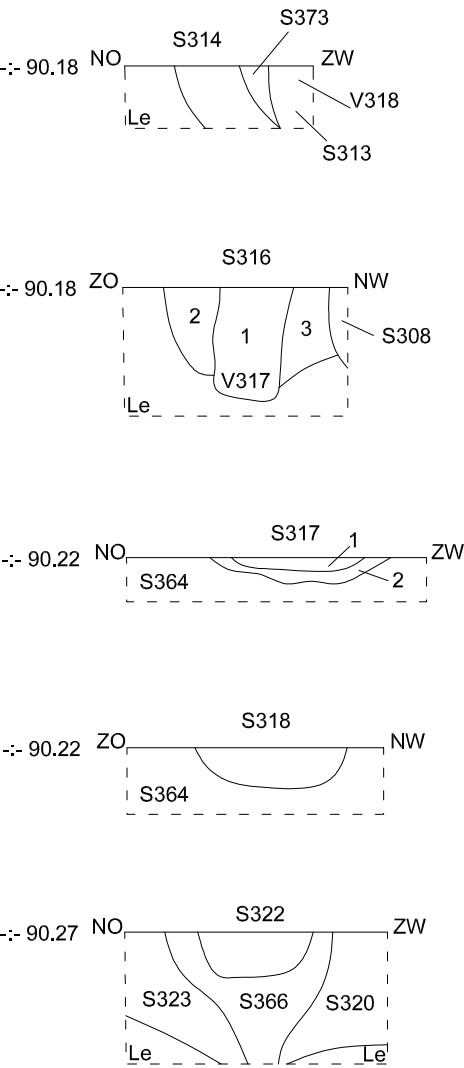 S314 S373
-:- 90.18 NO ZW
V318
Le
S313
S316
-:- 90.18 ZO NW
2 1 3 S308
V317
Le
S317 1
-:- 90.22 NO ZW
S364 2
S318
-:- 90.22 ZO NW
S364
S322
-:- 90.27 NO ZW
S323 S366 S320
Le Le